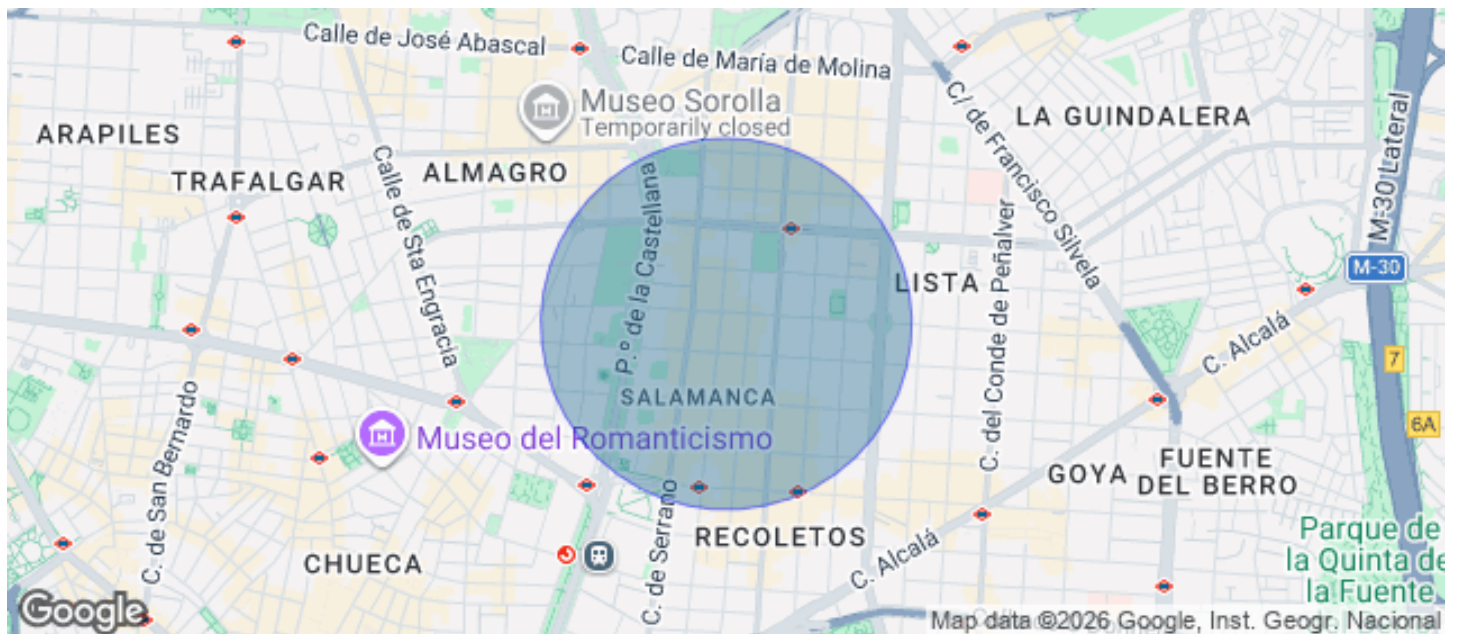 Calle de José Abascal
Calle de María de Molina
C/ de Francisco Silvela
Museo Sorolla
Temporarily closed
LA GUINDALERA
M-30 Lateral
ARAPILES
TRAFALGAR
ALMAGRO
Calle de Sta Engracia
P.º de la Castellana
C. del Conde de Peñalver
LISTA
M-30
C. Alcalá
7
SALAMANCA
6A
C. de San Bernardo
Museo del Romanticismo
GOYA
FUENTE
DEL BERRO
C. de Serrano
RECOLETOS
CHUECA
C. Alcalá
Parque de
la Quinta de
la Fuente
Google
Map data ©2026 Google, Inst. Geogr. Nacional